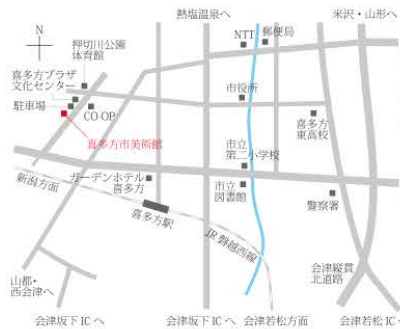 熱塩温泉へ
米沢・山形へ
N
押切川公園
体育館
NTT
郵便局
喜多方プラザ
文化センター
市役所
駐車場
CO-OP
喜多方
東高校
喜多方市美術館
市立
第二小学校
新潟方面
ガーデンホテル
喜多方
市立
図書館
警察署
喜多方駅
JR磐越西線
山都・
西会津へ
会津縦貫
北道路
会津坂下ICへ
会津坂下ICへ
会津若松方面
会津若松ICへ